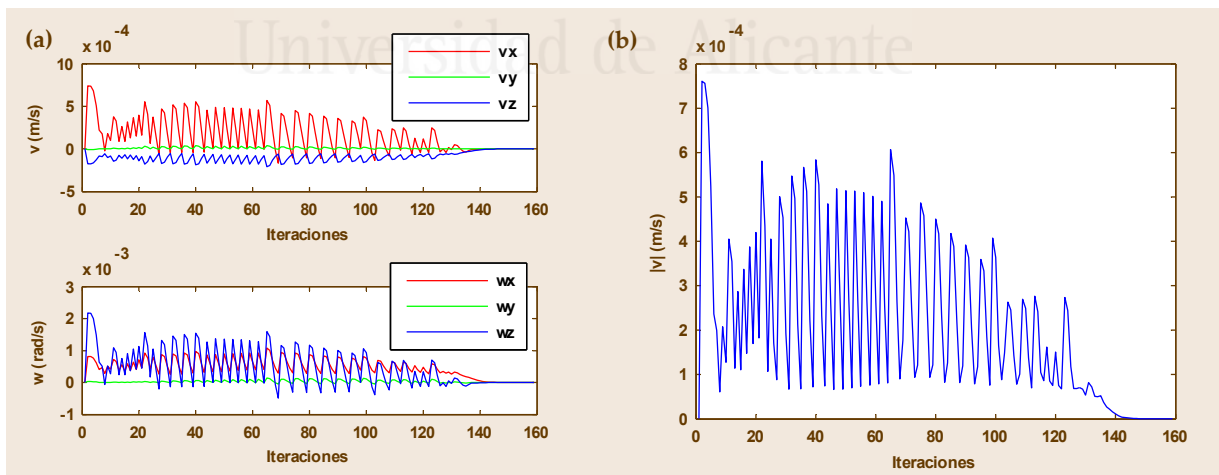 Universidad de Alicante
(a)
x 10^-4
v (m/s)
10
5
0
-5
vx
vy
vz
0 20 40 60 80 100 120 140 160
Iteraciones
x 10^-3
w (rad/s)
3
2
1
0
-1
wx
wy
wz
0 20 40 60 80 100 120 140 160
Iteraciones
(b)
x 10^-4
|v| (m/s)
8
7
6
5
4
3
2
1
0
0 20 40 60 80 100 120 140 160
Iteraciones